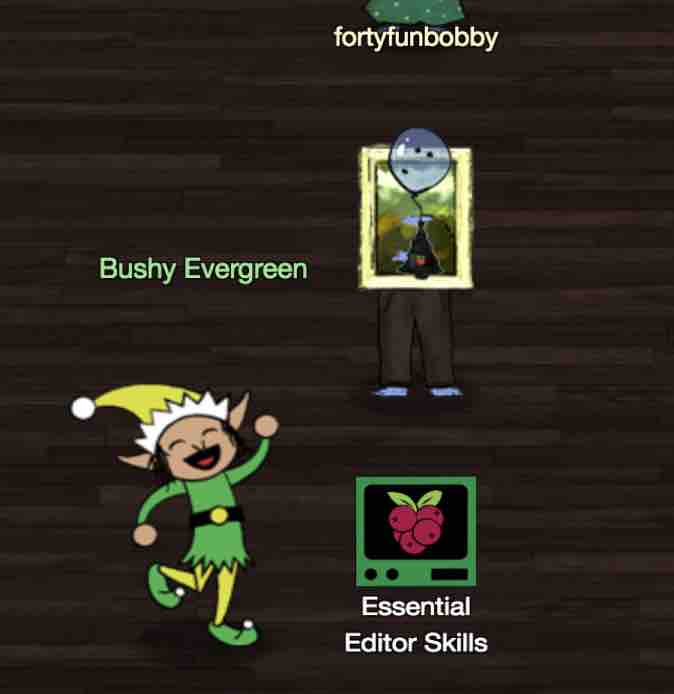 fortyfunbobby
Bushy Evergreen
Essential
Editor Skills